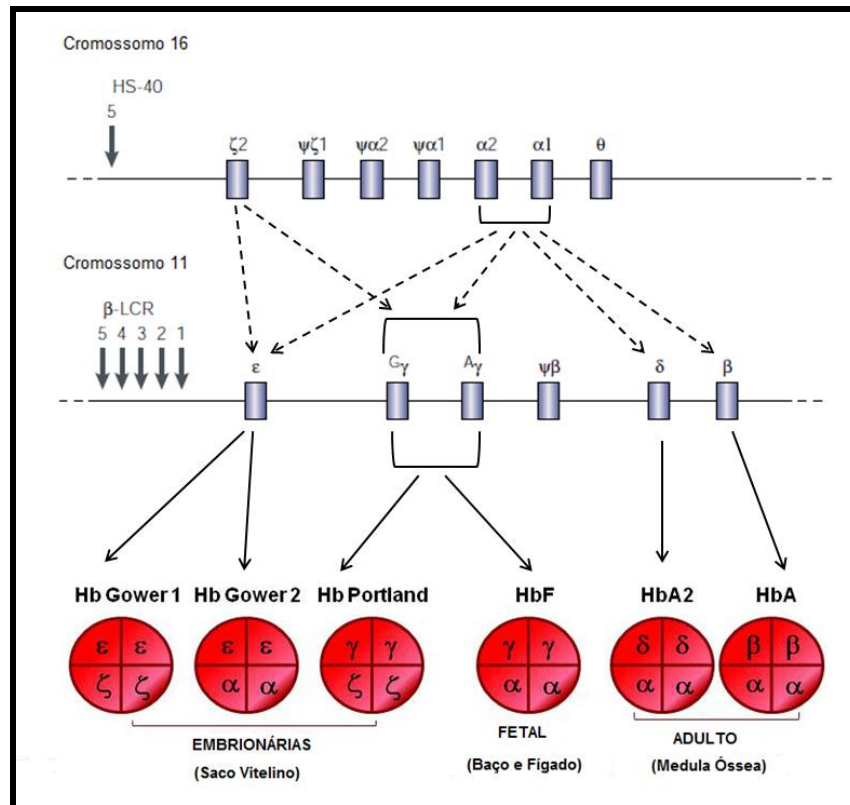 Cromossomo 16
HS-40
5
ζ2 ψζ1 ψα2 ψα1 α2 α1 θ
Cromossomo 11
β-LCR
5 4 3 2 1
ε Gγ Aγ ψβ δ β
Hb Gower 1 Hb Gower 2 Hb Portland HbF HbA2 HbA
ε ε ε ε γ γ γ γ δ δ β β
ζ ζ α α ζ ζ α α α α α α
EMBRIONÁRIAS FETAL ADULTO
(Saco Vitelino) (Baço e Fígado) (Medula Óssea)